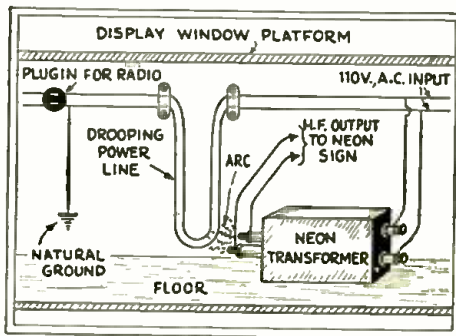 DISPLAY WINDOW PLATFORM
PLUGIN FOR RADIO
110V., A.C. INPUT
DROOPING
POWER
LINE
ARC
H.F. OUTPUT
TO NEON
SIGN
NATURAL
GROUND
NEON
TRANSFORMER
FLOOR